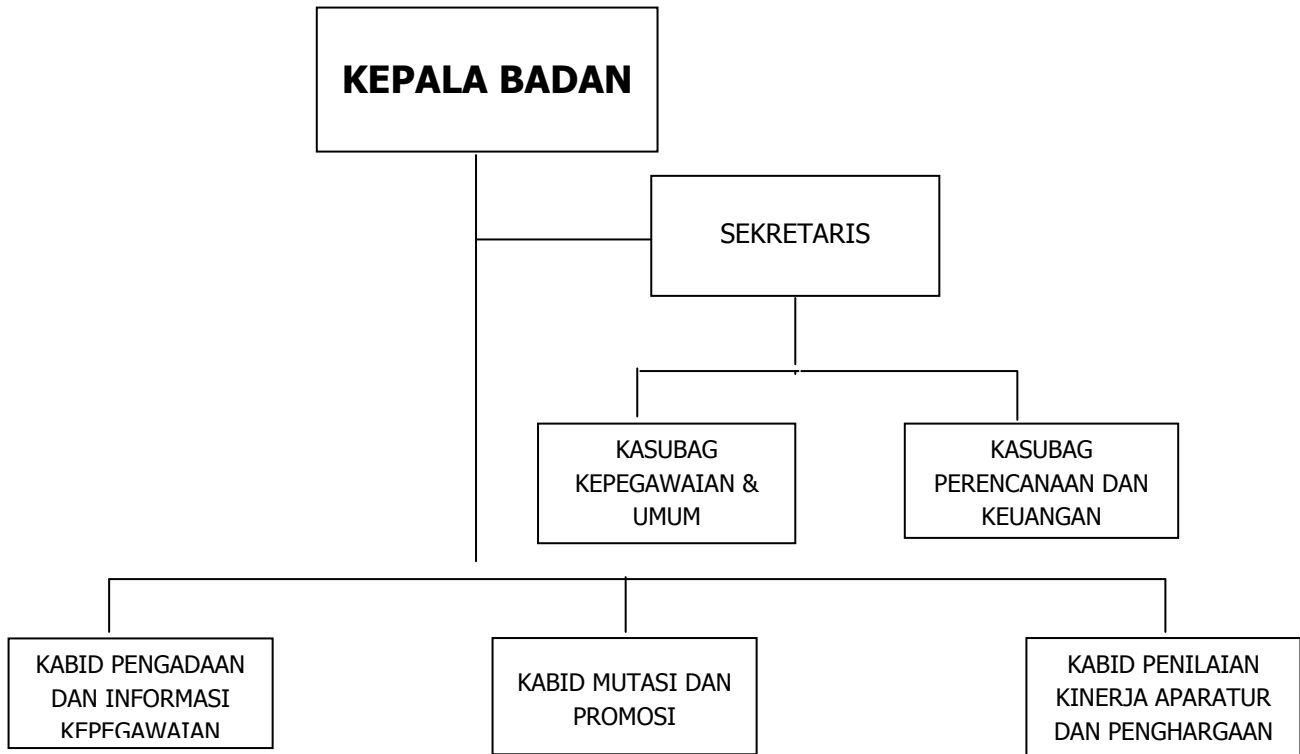 KEPALA BADAN
SEKRETARIS
KASUBAG
KEPEGAWAIAN &
UMUM
KASUBAG
PERENCANAAN DAN
KEUANGAN
KABID PENGADAAN
DAN INFORMASI
KEPEGAWAIAN
KABID MUTASI DAN
PROMOSI
KABID PENILAIAN
KINERJA APARATUR
DAN PENGHARGAAN